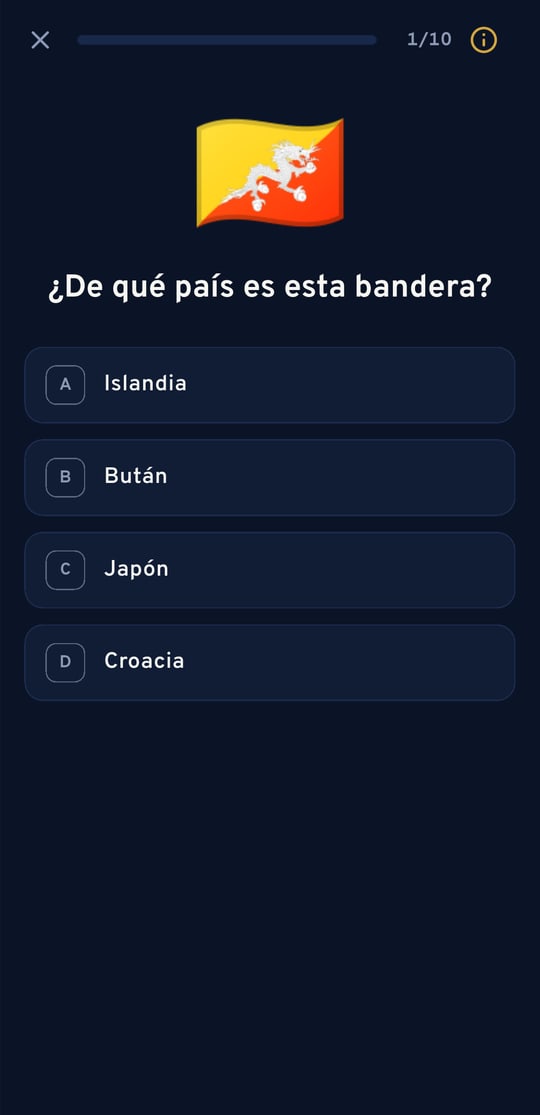 1/10
¿De qué país es esta bandera?
A Islandia
B Bután
C Japón
D Croacia